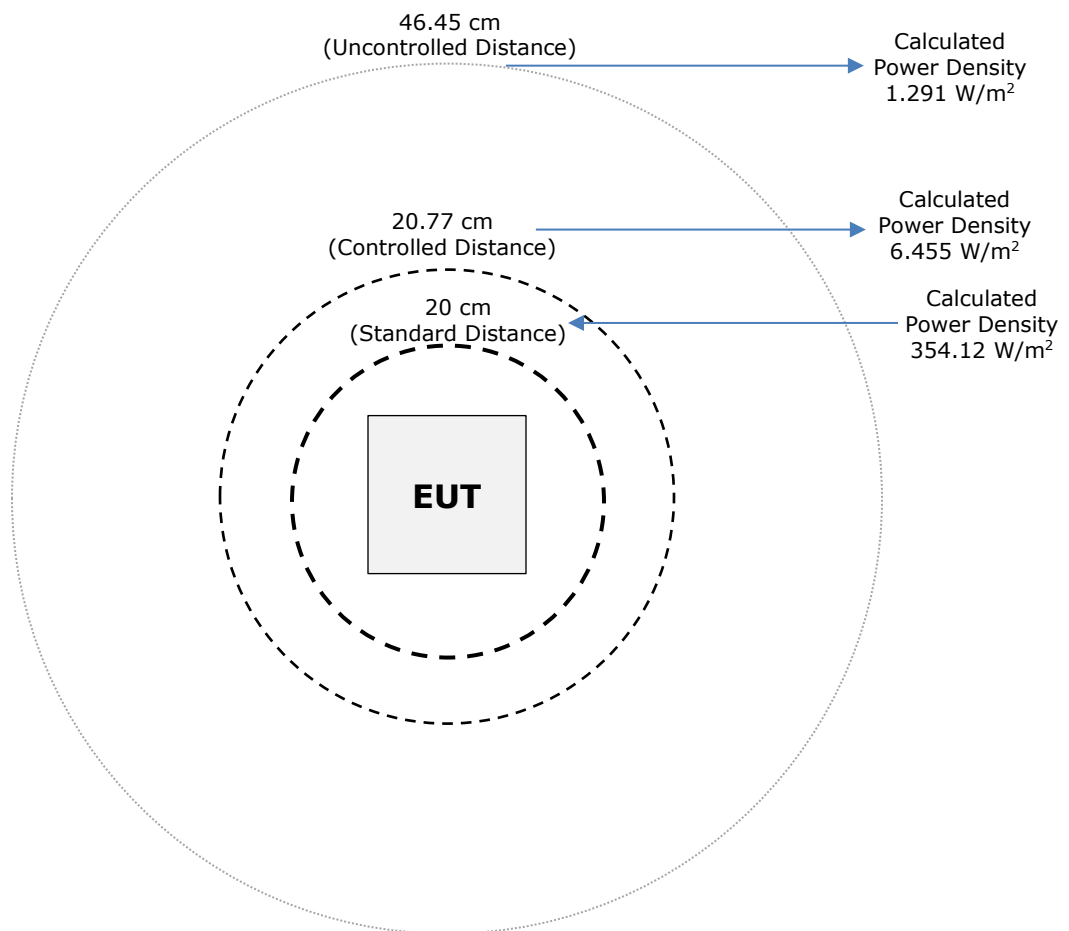 46.45 cm
(Uncontrolled Distance)
Calculated
Power Density
1.291 W/m²
20.77 cm
(Controlled Distance)
Calculated
Power Density
6.455 W/m²
20 cm
(Standard Distance)
Calculated
Power Density
354.12 W/m²
EUT